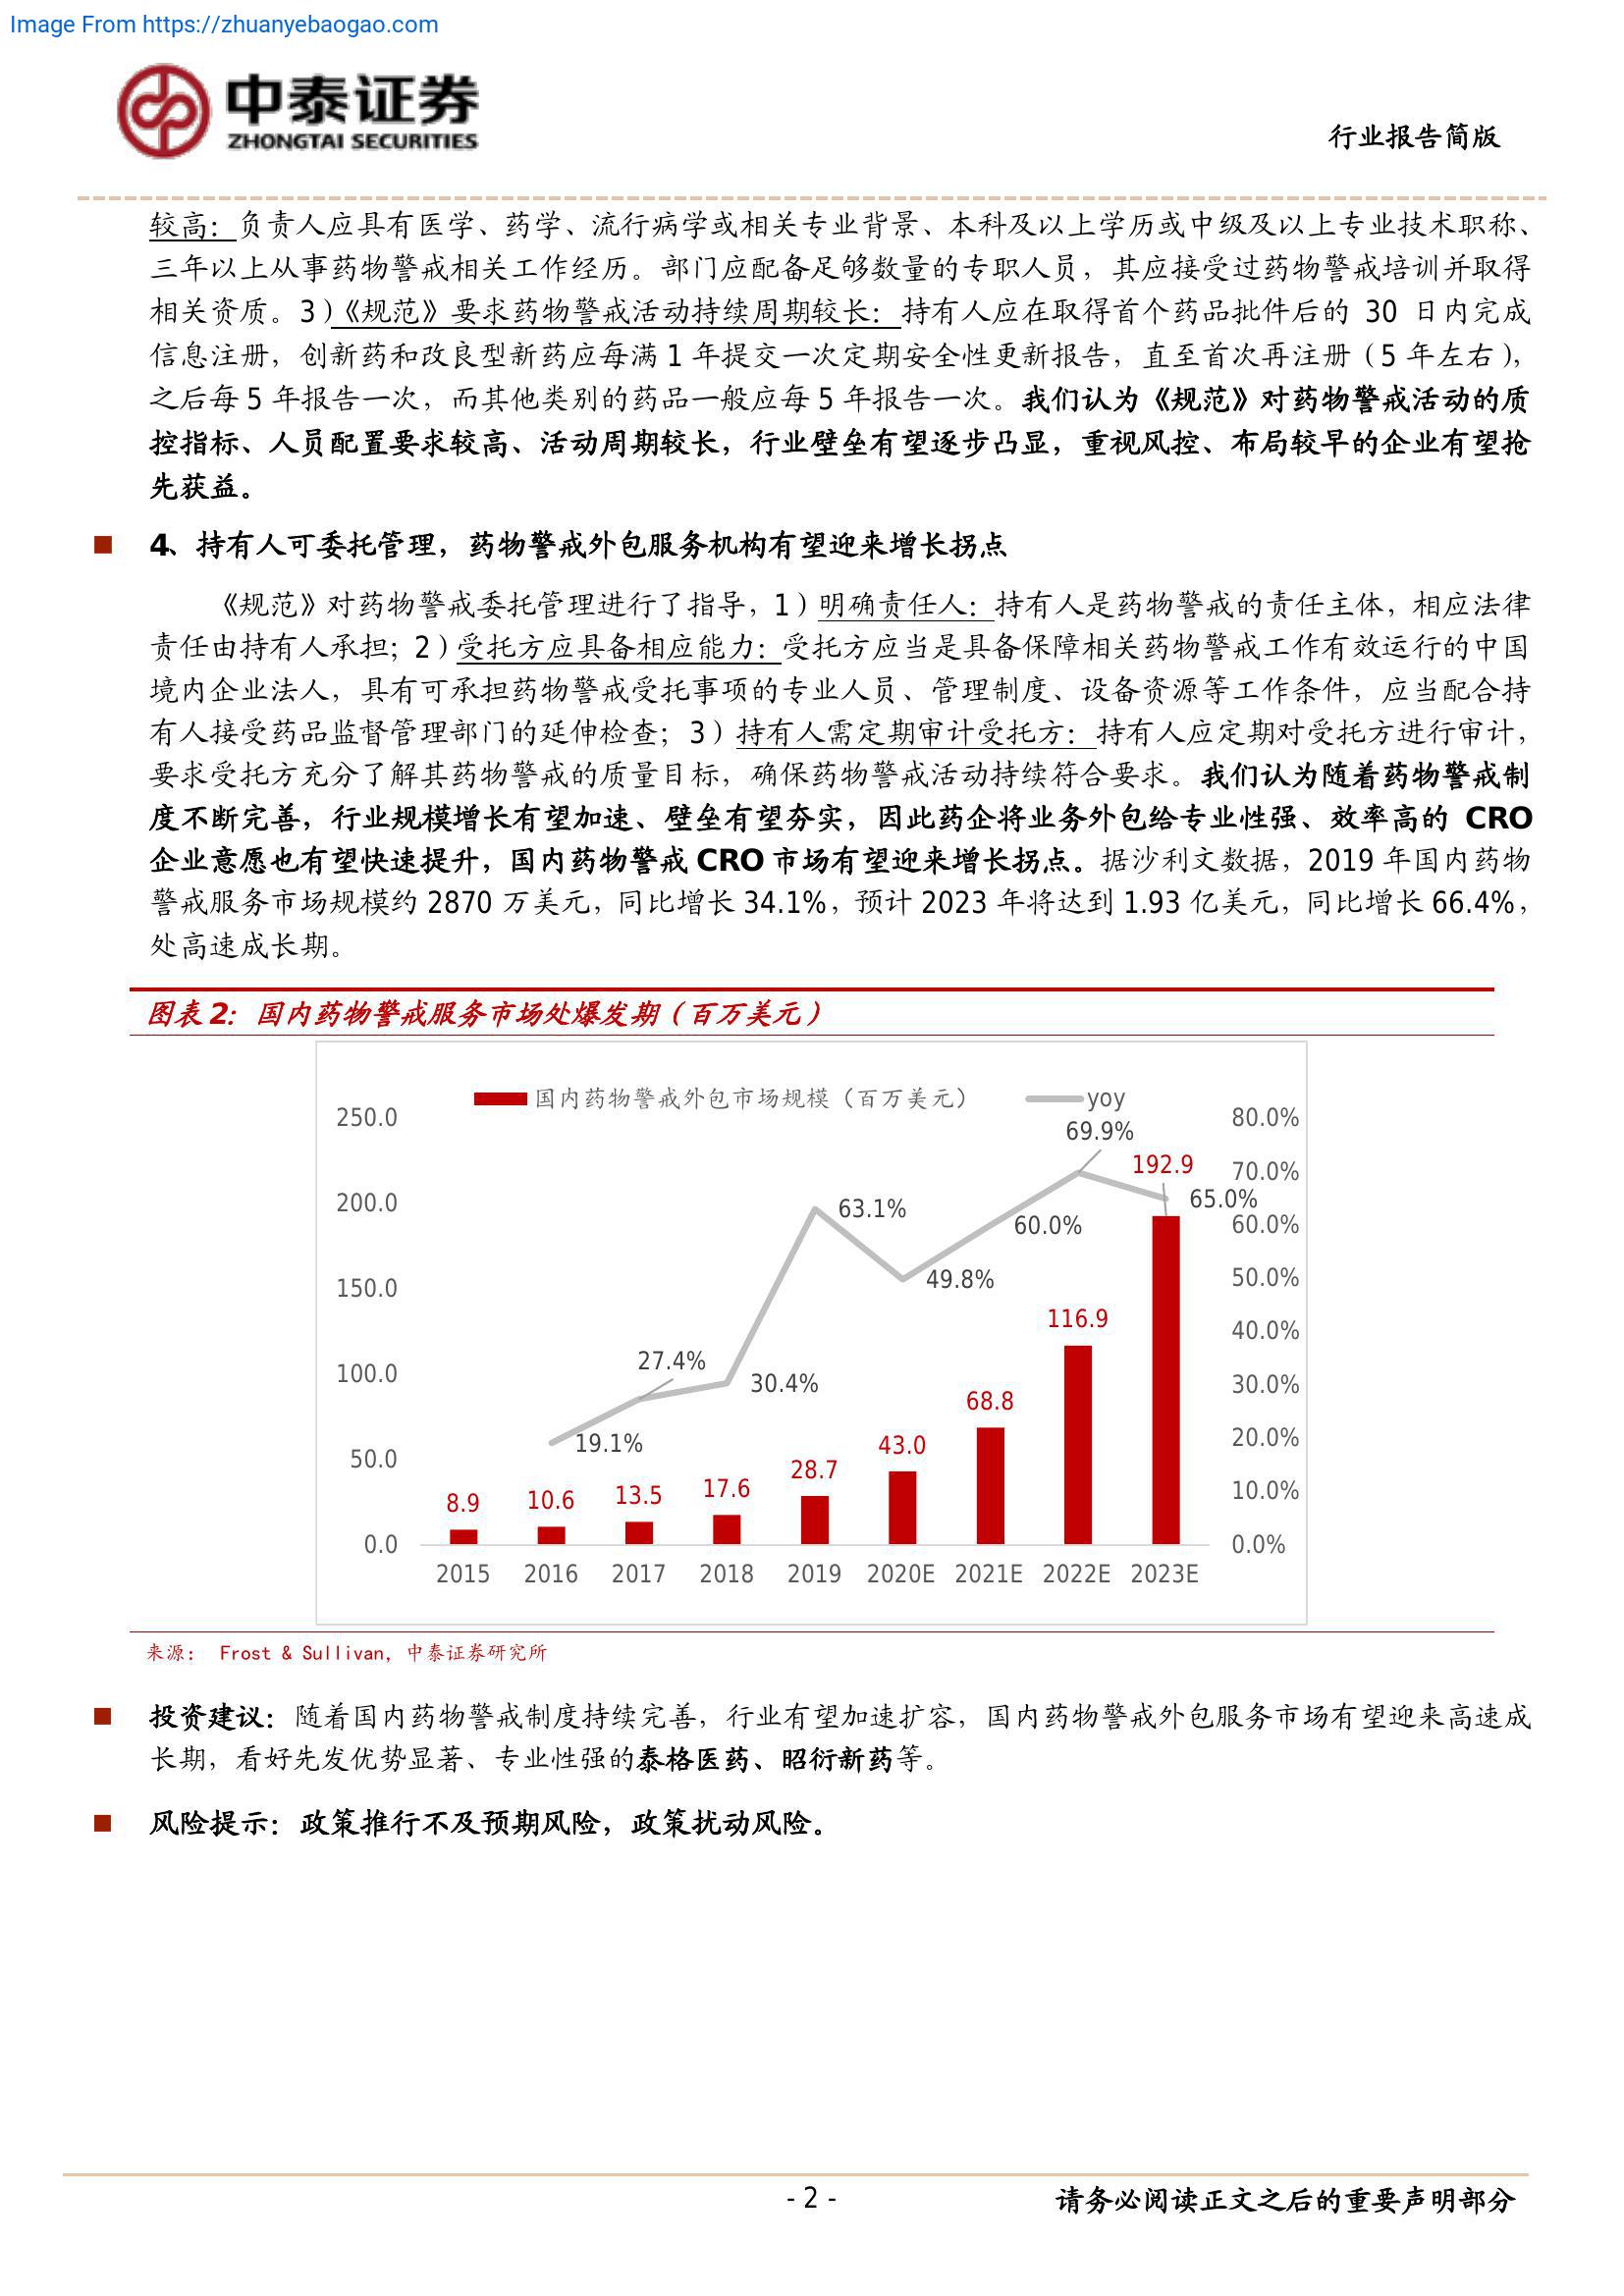 Image From https://zhuanyebaogao.com
中泰证券
ZHONGTAI SECURITIES
行业报告简版
较高：负责人应具有医学、药学、流行病学或相关专业背景、本科及以上学历或中级及以上专业技术职称、
三年以上从事药物警戒相关工作经历。部门应配备足够数量的专职人员，其应接受过药物警戒培训并取得
相关资质。3）《规范》要求药物警戒活动持续周期较长：持有人应在取得首个药品批件后的 30 日内完成
信息注册，创新药和改良型新药应每满 1 年提交一次定期安全性更新报告，直至首次再注册（5 年左右），
之后每 5 年报告一次，而其他类别的药品一般应每 5 年报告一次。我们认为《规范》对药物警戒活动的质
控指标、人员配置要求较高、活动周期较长，行业壁垒有望逐步凸显，重视风控、布局较早的企业有望抢
先获益。
■ 4、持有人可委托管理，药物警戒外包服务机构有望迎来增长拐点
《规范》对药物警戒委托管理进行了指导，1）明确责任人：持有人是药物警戒的责任主体，相应法律
责任由持有人承担；2）受托方应具备相应能力：受托方应当是具备保障相关药物警戒工作有效运行的中国
境内企业法人，具有可承担药物警戒受托事项的专业人员、管理制度、设备资源等工作条件，应当配合持
有人接受药品监督管理部门的延伸检查；3）持有人需定期审计受托方：持有人应定期对受托方进行审计，
要求受托方充分了解其药物警戒的质量目标，确保药物警戒活动持续符合要求。我们认为随着药物警戒制
度不断完善，行业规模增长有望加速、壁垒有望夯实，因此药企将业务外包给专业性强、效率高的 CRO
企业意愿也有望快速提升，国内药物警戒 CRO 市场有望迎来增长拐点。据沙利文数据，2019 年国内药物
警戒服务市场规模约 2870 万美元，同比增长 34.1%，预计 2023 年将达到 1.93 亿美元，同比增长 66.4%，
处高速成长期。
图表 2：国内药物警戒服务市场处爆发期（百万美元）
国内药物警戒外包市场规模（百万美元） yoy
250.0
200.0
150.0
100.0
50.0
0.0
80.0%
70.0%
60.0%
50.0%
40.0%
30.0%
20.0%
10.0%
0.0%
19.1%
27.4%
30.4%
63.1%
49.8%
60.0%
69.9%
65.0%
8.9
10.6
13.5
17.6
28.7
43.0
68.8
116.9
192.9
2015 2016 2017 2018 2019 2020E 2021E 2022E 2023E
来源： Frost & Sullivan，中泰证券研究所
■ 投资建议：随着国内药物警戒制度持续完善，行业有望加速扩容，国内药物警戒外包服务市场有望迎来高速成
长期，看好先发优势显著、专业性强的泰格医药、昭衍新药等。
■ 风险提示：政策推行不及预期风险，政策扰动风险。
- 2 -
请务必阅读正文之后的重要声明部分